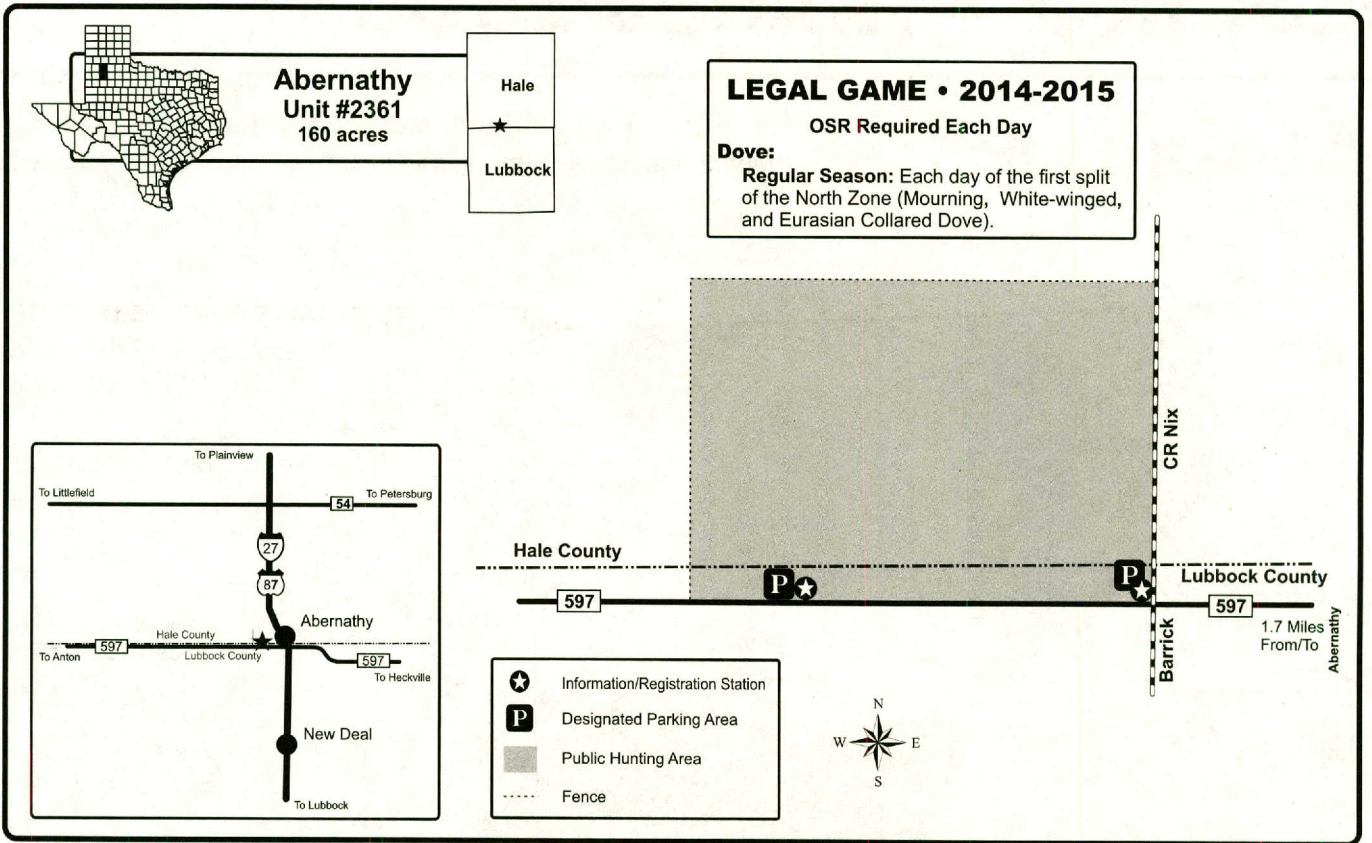 Abernathy
Unit #2361
160 acres
Hale
Lubbock
LEGAL GAME • 2014-2015
OSR Required Each Day
Dove:
Regular Season: Each day of the first split
of the North Zone (Mourning, White-winged,
and Eurasian Collared Dove).
CR Nix
Hale County
P
P
Lubbock County
597
597
1.7 Miles
From/To
Abernathy
Barrick
To Plainview
To Littlefield
54
To Petersburg
27
87
Abernathy
Hale County
597
To Anton
Lubbock County
597
To Heckville
New Deal
To Lubbock
Information/Registration Station
P
Designated Parking Area
Public Hunting Area
Fence
N
W
E
S